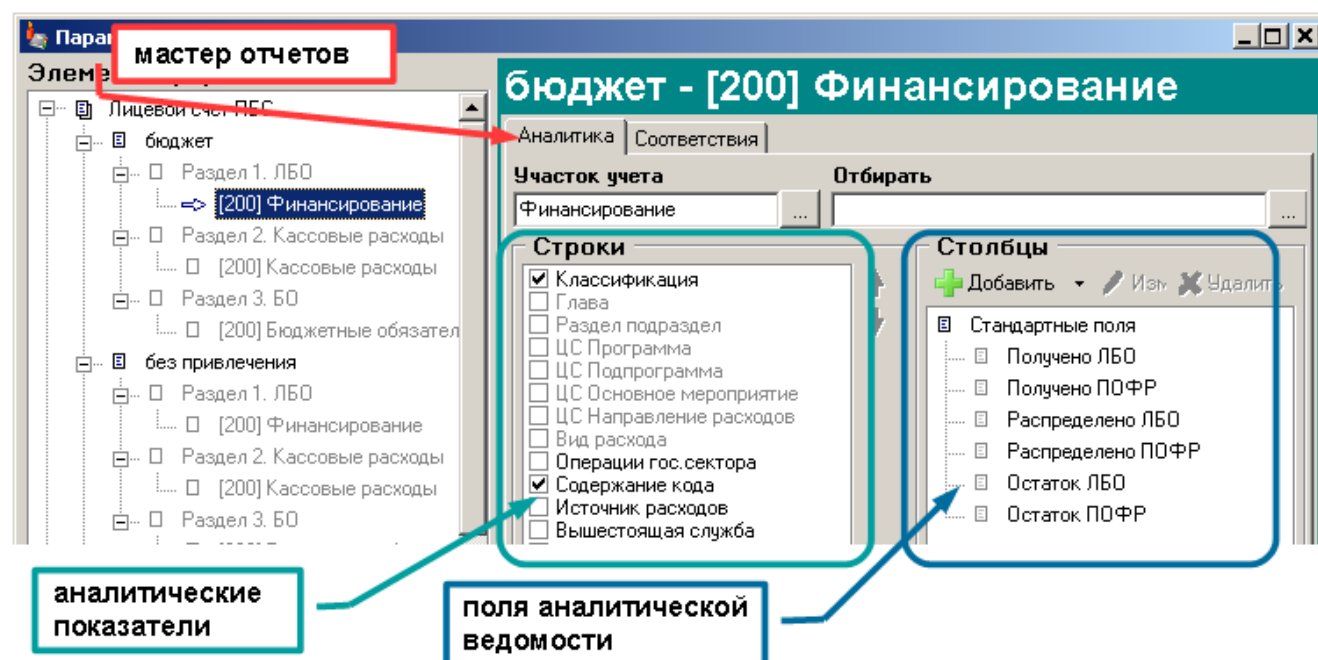 Пара
мастер отчетов
Элеме
Лицевой счет ПБС
бюджет
Раздел 1. ЛБО
[200] Финансирование
Раздел 2. Кассовые расходы
[200] Кассовые расходы
Раздел 3. БО
[200] Бюджетные обязател
без привлечения
Раздел 1. ЛБО
[200] Финансирование
Раздел 2. Кассовые расходы
[200] Кассовые расходы
Раздел 3. БО
бюджет - [200] Финансирование
Аналитика Соответствия
Участок учета Отбирать
Финансирование ... ...
Строки
Классификация
Глава
Раздел подраздел
ЦС Программа
ЦС Подпрограмма
ЦС Основное мероприятие
ЦС Направление расходов
Вид расхода
Операции гос.сектора
Содержание кода
Источник расходов
Вышестоящая служба
Столбцы
Добавить Изм Удалить
Стандартные поля
Получено ЛБО
Получено ПОФР
Распределено ЛБО
Распределено ПОФР
Остаток ЛБО
Остаток ПОФР
аналитические
показатели
поля аналитической
ведомости